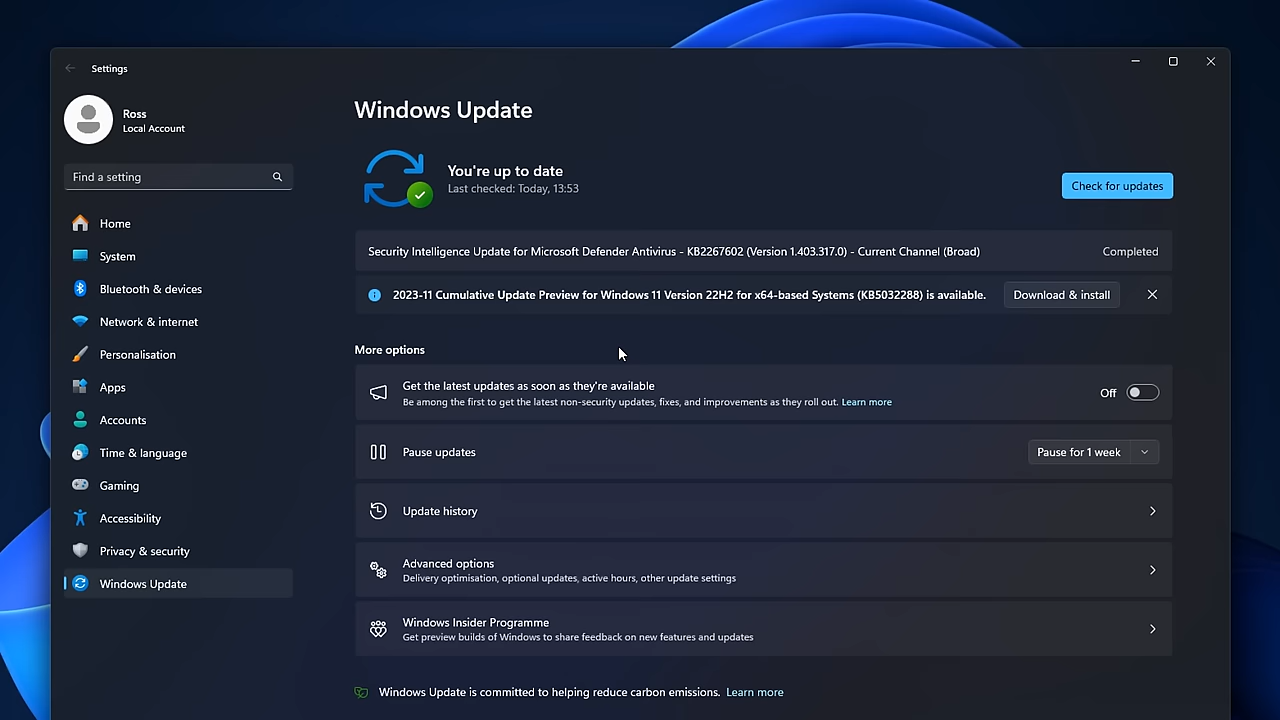 Settings
Ross
Local Account
Find a setting
Home
System
Bluetooth & devices
Network & internet
Personalisation
Apps
Accounts
Time & language
Gaming
Accessibility
Privacy & security
Windows Update
Windows Update
You're up to date
Last checked: Today, 13:53
Check for updates
Security Intelligence Update for Microsoft Defender Antivirus - KB2267602 (Version 1.403.317.0) - Current Channel (Broad) Completed
2023-11 Cumulative Update Preview for Windows 11 Version 22H2 for x64-based Systems (KB5032288) is available. Download & install
More options
Get the latest updates as soon as they're available
Be among the first to get the latest non-security updates, fixes, and improvements as they roll out. Learn more
Off
Pause updates Pause for 1 week
Update history
Advanced options
Delivery optimisation, optional updates, active hours, other update settings
Windows Insider Programme
Get preview builds of Windows to share feedback on new features and updates
Windows Update is committed to helping reduce carbon emissions. Learn more